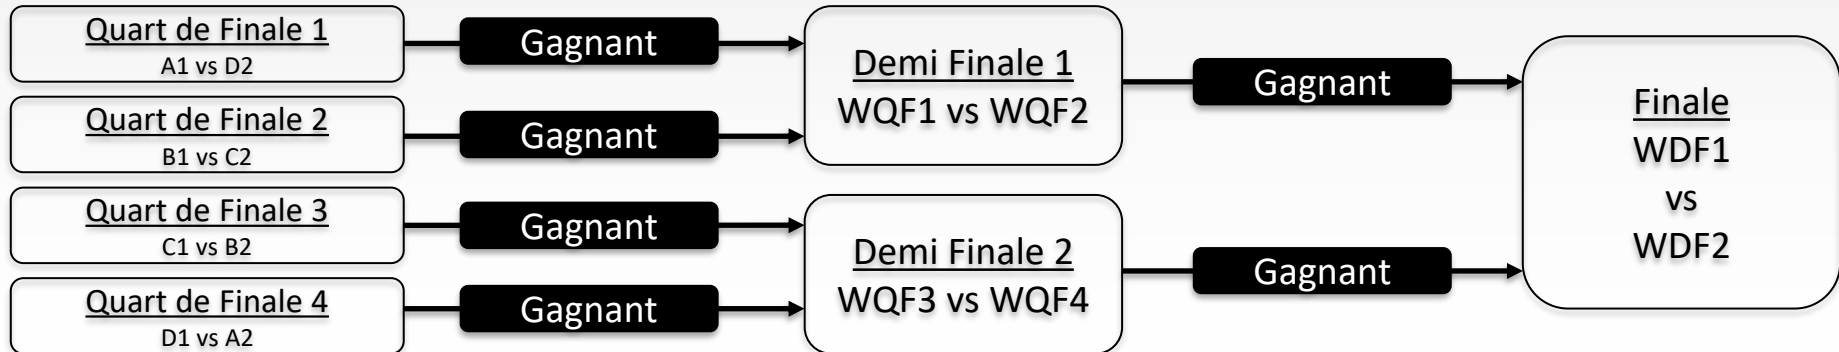 Quart de Finale 1
A1 vs D2
Gagnant
Quart de Finale 2
B1 vs C2
Gagnant
Demi Finale 1
WQF1 vs WQF2
Gagnant
Quart de Finale 3
C1 vs B2
Gagnant
Quart de Finale 4
D1 vs A2
Gagnant
Demi Finale 2
WQF3 vs WQF4
Gagnant
Finale
WDF1
vs
WDF2